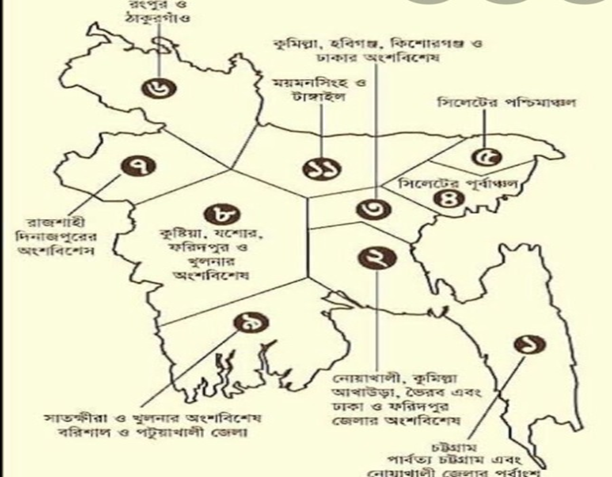 রংপুর ও
ঠাকুরগাঁও
কুমিল্লা, হবিগঞ্জ, কিশোরগঞ্জ ও
ঢাকার অংশবিশেষ
ময়মনসিংহ ও
টাঙ্গাইল
সিলেটের পশ্চিমাঞ্চল
৬
৫
৭
১১
সিলেটের পূর্বাঞ্চল
৪
৩
৮
রাজশাহী
দিনাজপুরের
অংশবিশেস
কুষ্টিয়া, যশোর,
ফরিদপুর ও
খুলনার
অংশবিশেষ
২
৯
১
নোয়াখালী, কুমিল্লা
আখাউড়া, ভৈরব এবং
ঢাকা ও ফরিদপুর
জেলার অংশবিশেষ
সাতক্ষীরা ও খুলনার অংশবিশেষ
বরিশাল ও পটুয়াখালী জেলা
চট্টগ্রাম
পার্বত্য চট্টগ্রাম এবং
নোয়াখালী জেলার পূর্বাংশ